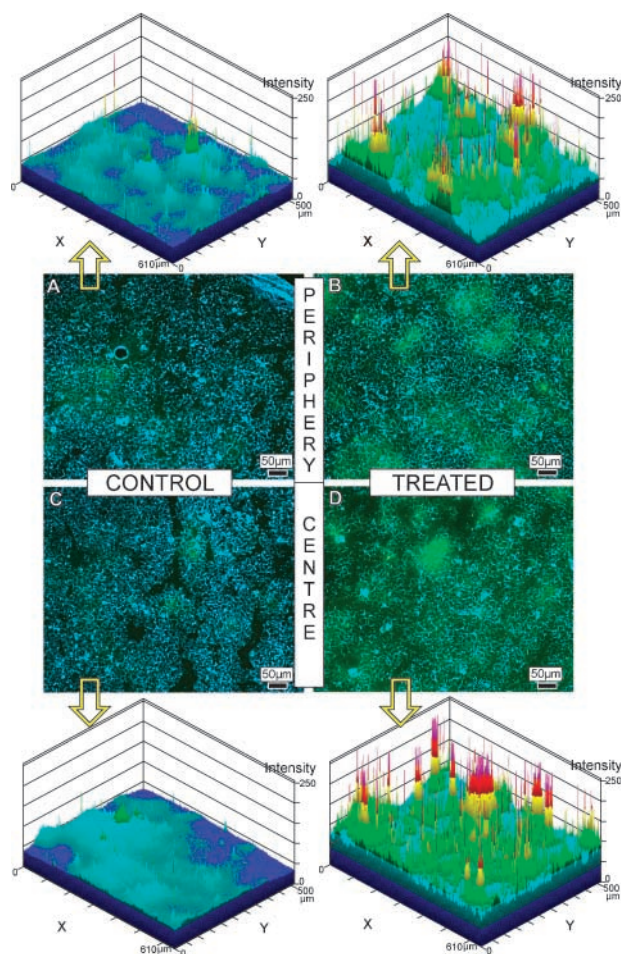 Intensity
250
0
0
500
μm
X
Y
610μm
0
Intensity
250
0
0
500
μm
X
Y
610μm
0
A
B
PERIPHERY
50μm
50μm
CONTROL
TREATED
C
D
CENTRE
50μm
50μm
Intensity
250
0
0
500
μm
X
Y
610μm
0
Intensity
250
0
0
500
μm
X
Y
610μm
0